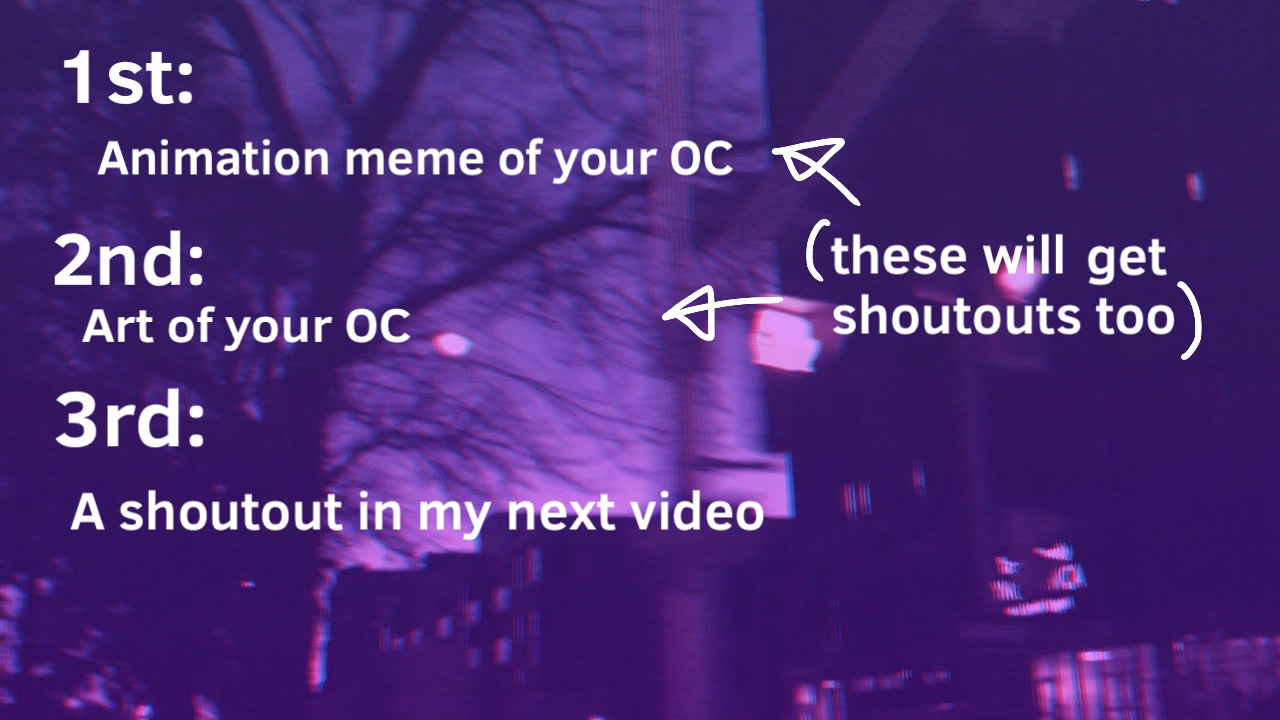 1st:
Animation meme of your OC
2nd:
Art of your OC
(these will get
shoutouts too)
3rd:
A shoutout in my next video